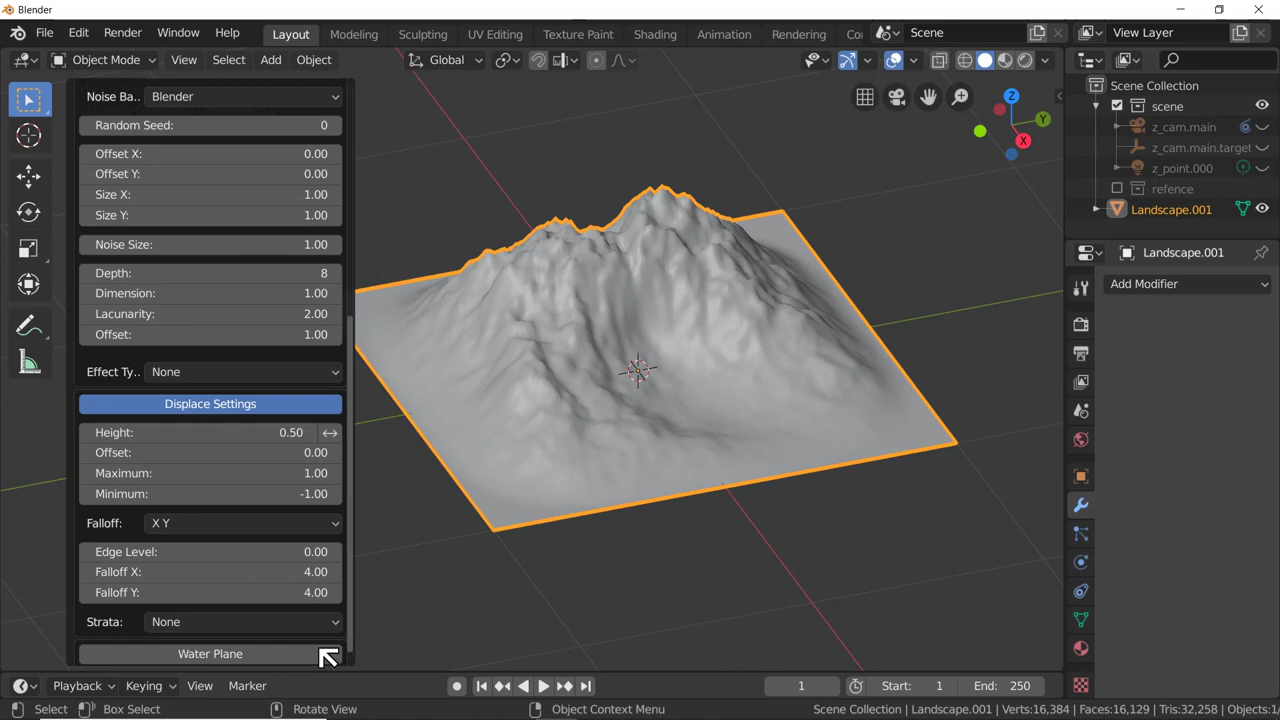 Blender
File Edit Render Window Help Layout Modeling Sculpting UV Editing Texture Paint Shading Animation Rendering Co Scene View Layer
Object Mode View Select Add Object Global
Scene Collection
scene
z_cam.main
z_cam.main.target
z_point.000
refence
Landscape.001
Landscape.001
Add Modifier
Noise Ba.. Blender
Random Seed: 0
Offset X: 0.00
Offset Y: 0.00
Size X: 1.00
Size Y: 1.00
Noise Size: 1.00
Depth: 8
Dimension: 1.00
Lacunarity: 2.00
Offset: 1.00
Effect Ty.. None
Displace Settings
Height: 0.50
Offset: 0.00
Maximum: 1.00
Minimum: -1.00
Falloff: X Y
Edge Level: 0.00
Falloff X: 4.00
Falloff Y: 4.00
Strata: None
Water Plane
Z
Y
X
Playback Keying View Marker 1 Start: 1 End: 250
Select Box Select Rotate View Object Context Menu Scene Collection | Landscape.001 | Verts:16,384 | Faces:16,129 | Tris:32,258 | Objects:1/